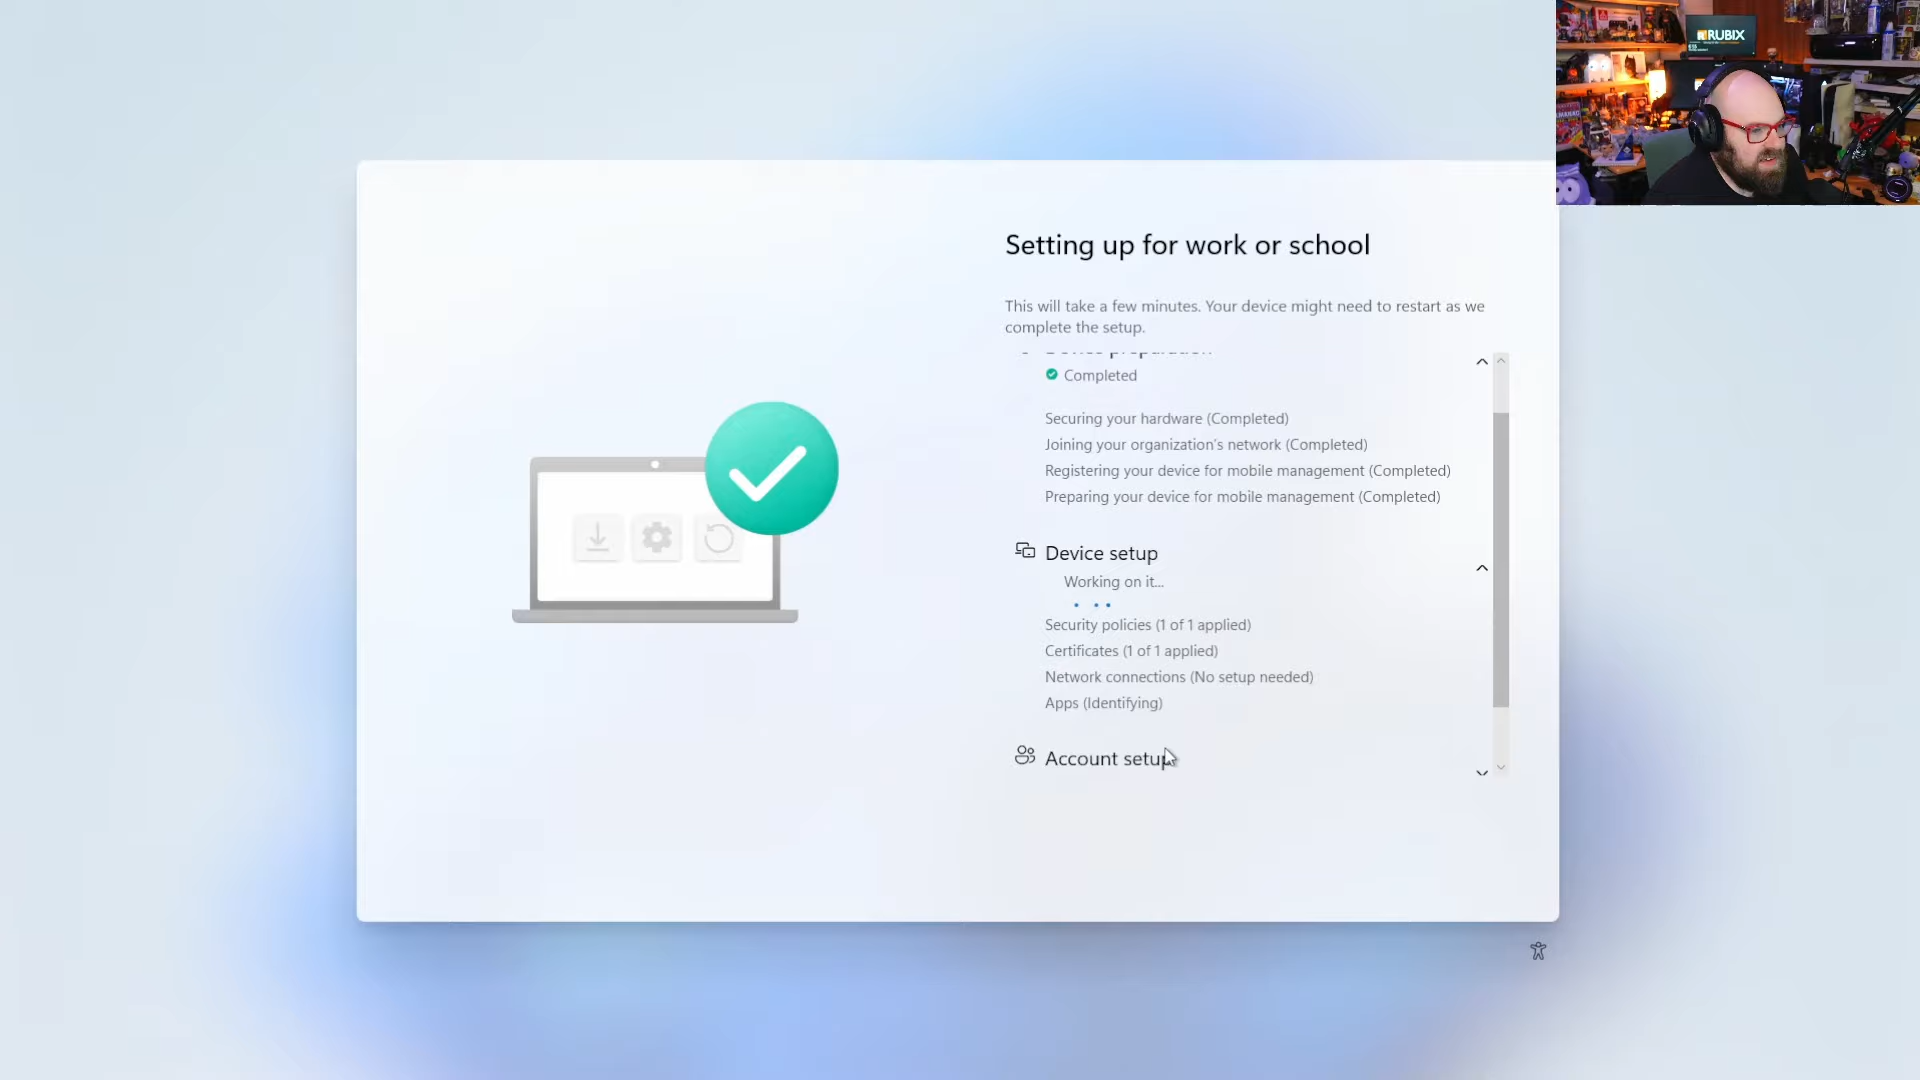 RUBIX
Setting up for work or school
This will take a few minutes. Your device might need to restart as we
complete the setup.
Device preparation
Completed
Securing your hardware (Completed)
Joining your organization's network (Completed)
Registering your device for mobile management (Completed)
Preparing your device for mobile management (Completed)
Device setup
Working on it...
Security policies (1 of 1 applied)
Certificates (1 of 1 applied)
Network connections (No setup needed)
Apps (Identifying)
Account setup